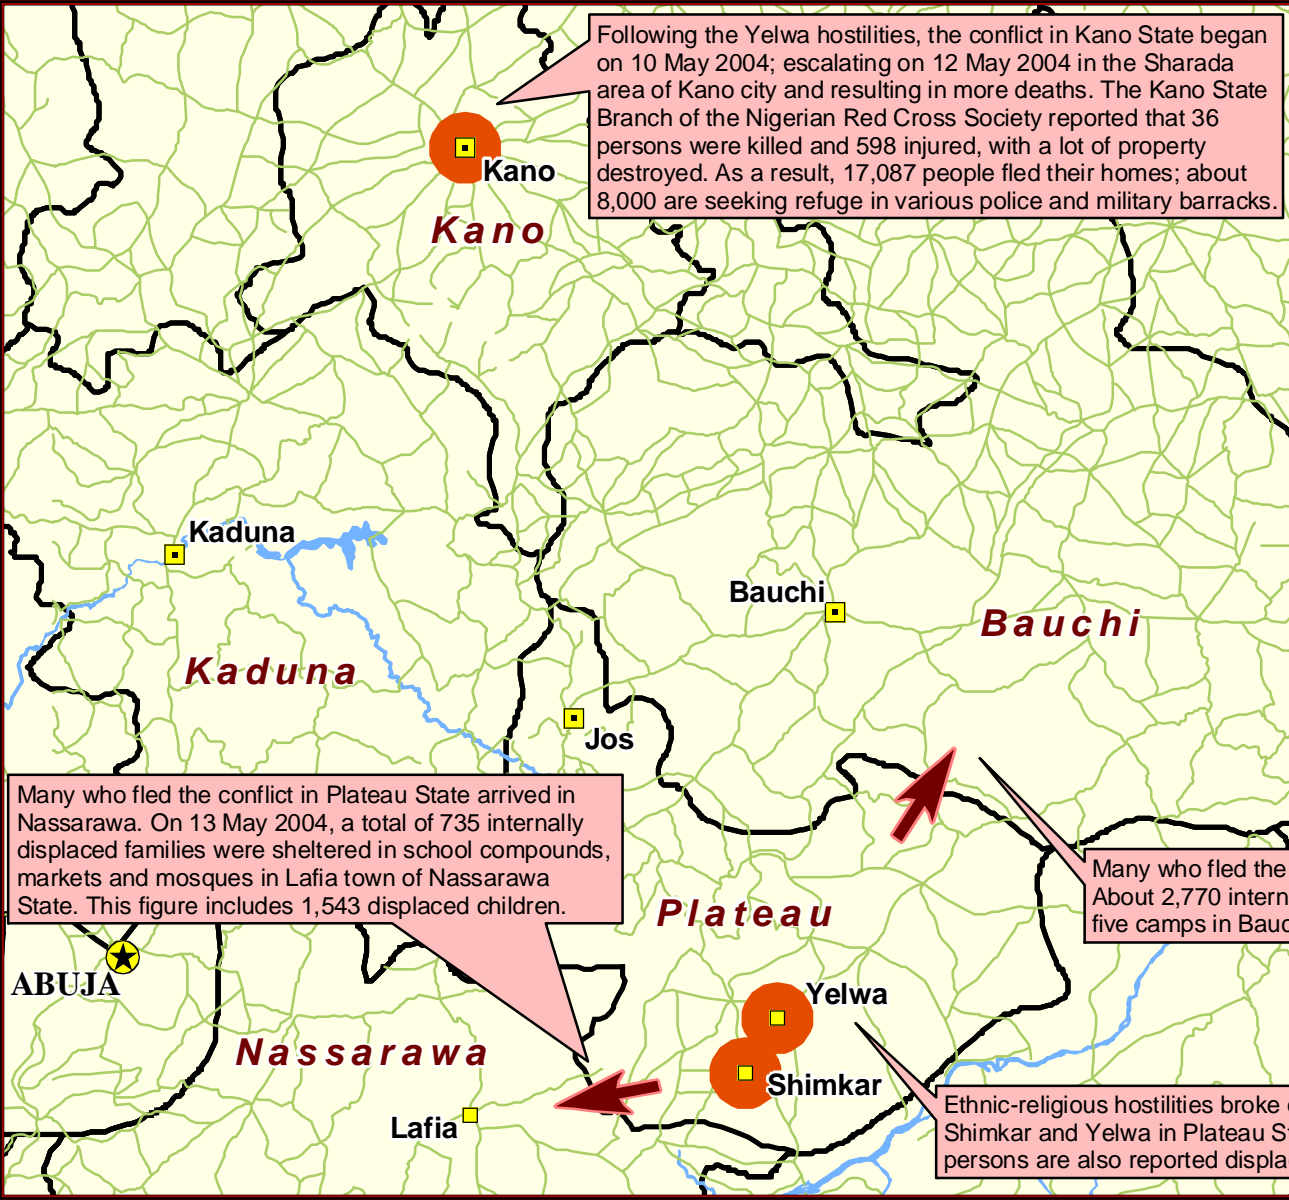 Following the Yelwa hostilities, the conflict in Kano State began
on 10 May 2004; escalating on 12 May 2004 in the Sharada
area of Kano city and resulting in more deaths. The Kano State
Branch of the Nigerian Red Cross Society reported that 36
persons were killed and 598 injured, with a lot of property
destroyed. As a result, 17,087 people fled their homes; about
8,000 are seeking refuge in various police and military barracks.
Kano
Kano
Kaduna
Bauchi
Bauchi
Kaduna
Jos
Many who fled the conflict in Plateau State arrived in
Nassarawa. On 13 May 2004, a total of 735 internally
displaced families were sheltered in school compounds,
markets and mosques in Lafia town of Nassarawa
State. This figure includes 1,543 displaced children.
Many who fled the
About 2,770 intern
five camps in Bauc
Plateau
ABUJA
Yelwa
Nassarawa
Shimkar
Lafia
Ethnic-religious hostilities broke
Shimkar and Yelwa in Plateau St
persons are also reported displa